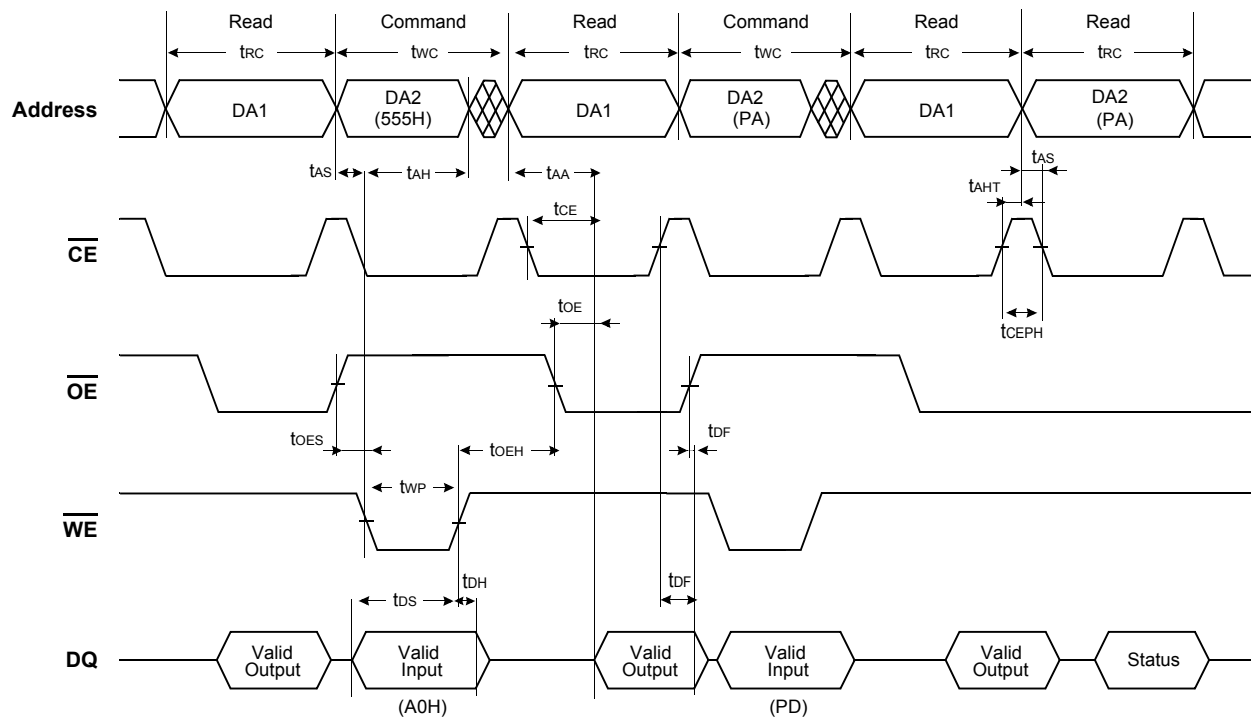 Read Command Read Command Read Read
tRC tWC tRC tWC tRC tRC
Address DA1 DA2 (555H) DA1 DA2 (PA) DA1 DA2 (PA)
tAS tAH tAA tAHT tAS
tCE
CE
tOE tCEPH
OE
tOES tOEH tDF
tWP
WE
tDS tDH tDF
DQ Valid Output Valid Input Valid Output Valid Input Valid Output Status
(A0H) (PD)